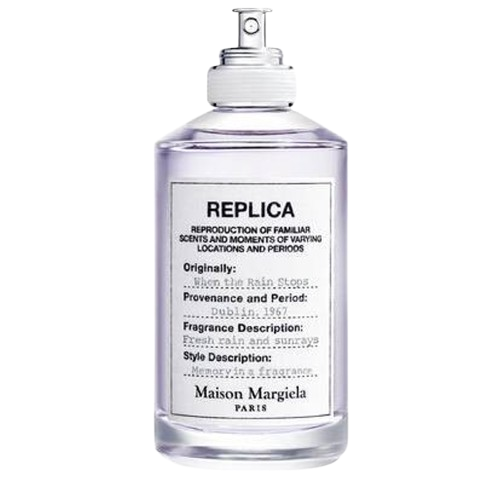 REPLICA
REPRODUCTION OF FAMILIAR
SCENTS AND MOMENTS OF VARYING
LOCATIONS AND PERIODS
Originally:
When the Rain Stops
Provenance and Period:
Dublin, 1967
Fragrance Description:
Fresh rain and sunrays
Style Description:
Memory in a fragrance
Maison Margiela
PARIS